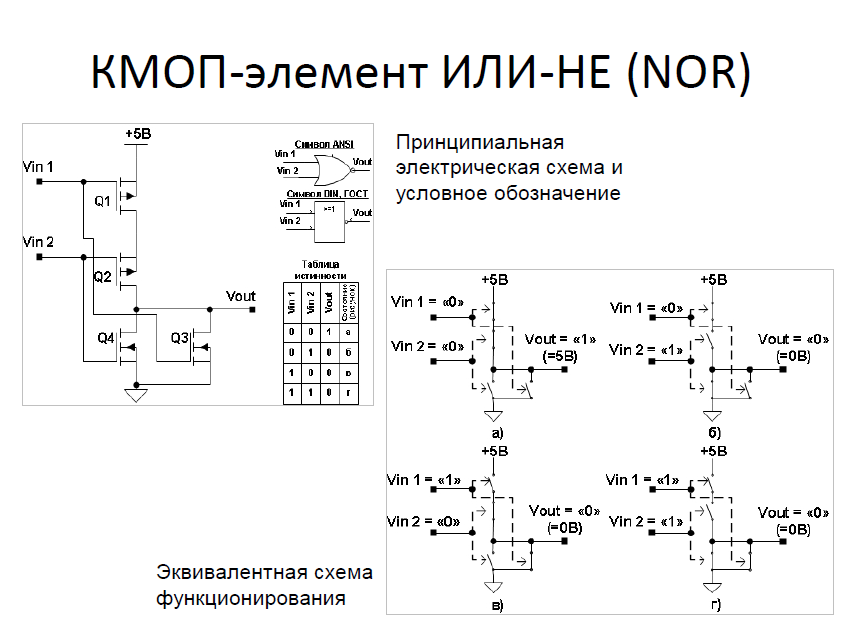 КМОП-элемент ИЛИ-НЕ (NOR)
+5В
Vin 1
Q1
Vin 2
Q2
Vout
Q4
Q3
Символ ANSI
Vin 1
Vout
Vin 2
Символ DIN, ГОСТ
Vin 1
>=1
Vout
Vin 2
Таблица
истинности
Vin 1 Vin 2 Vout Состояние (рисунок)
0 0 1 а
0 1 0 б
1 0 0 в
1 1 0 г
Принципиальная
электрическая схема и
условное обозначение
+5В
Vin 1 = «0»
Vin 2 = «0»
Vout = «1»
(=5В)
а)
+5В
Vin 1 = «0»
Vin 2 = «1»
Vout = «0»
(=0В)
б)
+5В
Vin 1 = «1»
Vin 2 = «0»
Vout = «0»
(=0В)
в)
+5В
Vin 1 = «1»
Vin 2 = «1»
Vout = «0»
(=0В)
г)
Эквивалентная схема
функционирования